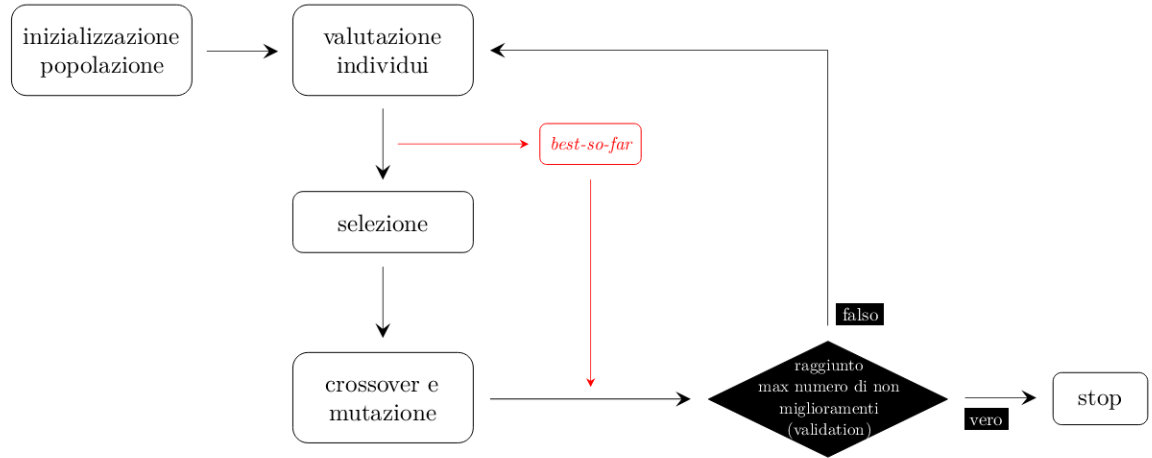 inizializzazione
popolazione
valutazione
individui
best-so-far
selezione
falso
crossover e
mutazione
raggiunto
max numero di non
miglioramenti
(validation)
vero
stop